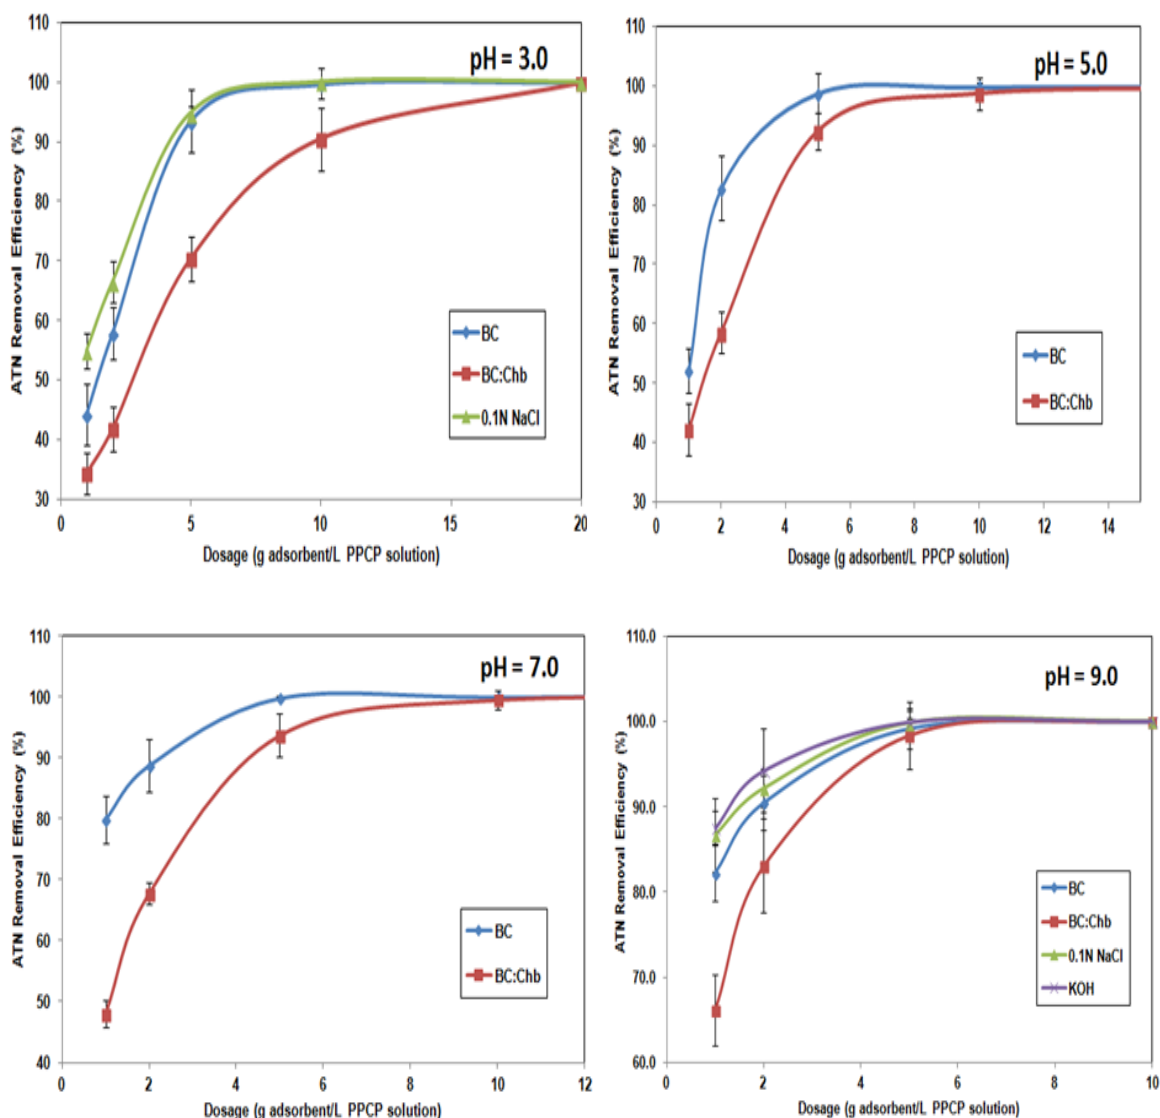 110
100
90
80
70
60
50
40
30
ATN Removal Efficiency (%)
pH = 3.0
BC
BC:Chb
0.1N NaCl
0 5 10 15 20
Dosage (g adsorbent/L PPCP solution)
110
100
90
80
70
60
50
40
30
ATN Removal Efficiency (%)
pH = 5.0
BC
BC:Chb
0 2 4 6 8 10 12 14
Dosage (g adsorbent/L PPCP solution)
110
100
90
80
70
60
50
40
ATN Removal Efficiency (%)
pH = 7.0
BC
BC:Chb
0 2 4 6 8 10 12
Dosage (g adsorbent/L PPCP solution)
110.0
100.0
90.0
80.0
70.0
60.0
ATN Removal Efficiency (%)
pH = 9.0
BC
BC:Chb
0.1N NaCl
KOH
0 2 4 6 8 10
Dosage (g adsorbent/L PPCP solution)